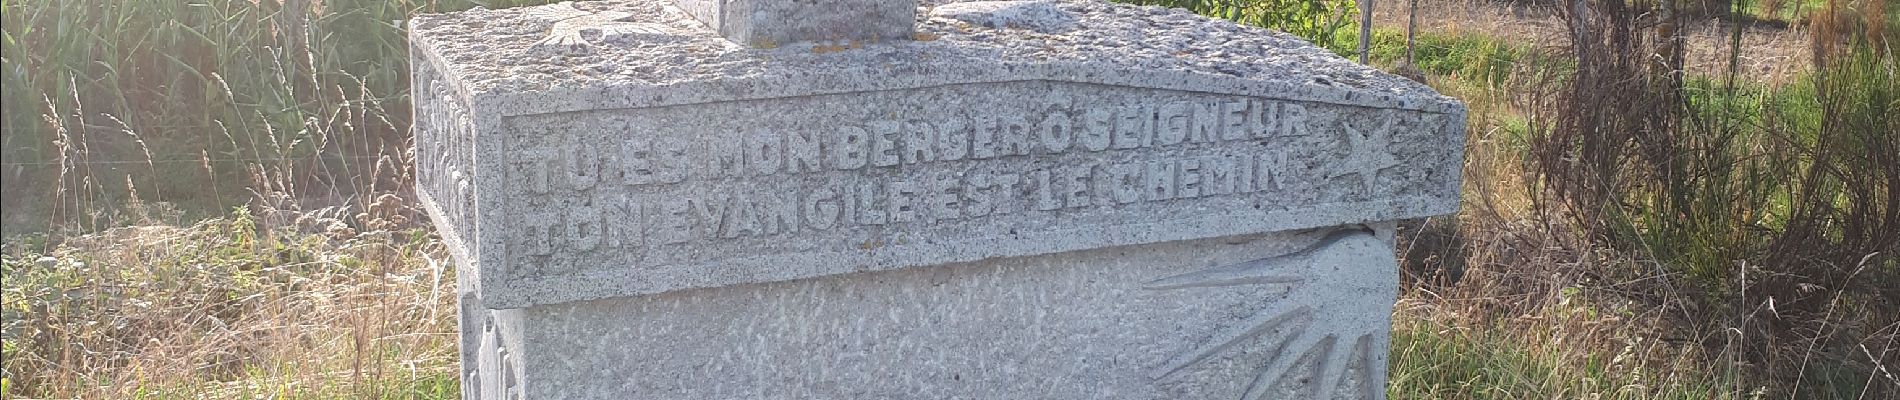 TU ES MON BERGER Ô SEIGNEUR
TON EVANGILE EST LE CHEMIN